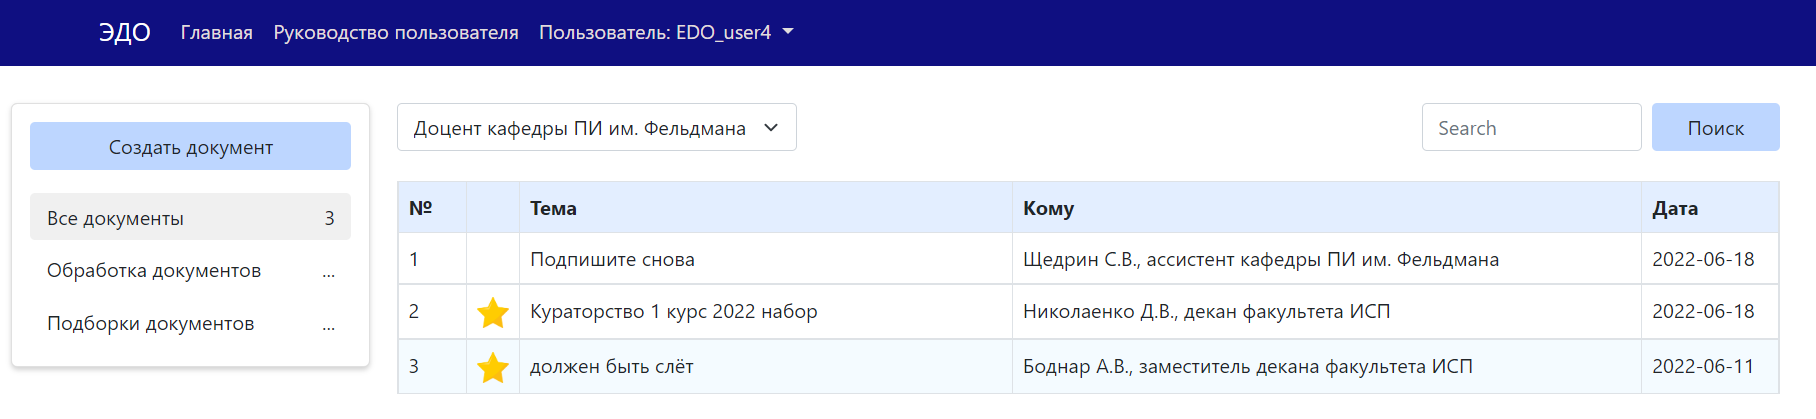 ЭДО Главная Руководство пользователя Пользователь: EDO_user4
Создать документ
Все документы 3
Обработка документов ...
Подборки документов ...
Доцент кафедры ПИ им. Фельдмана
Search Поиск
№ Тема Кому Дата
1 Подпишите снова Щедрин С.В., ассистент кафедры ПИ им. Фельдмана 2022-06-18
2 Кураторство 1 курс 2022 набор Николаенко Д.В., декан факультета ИСП 2022-06-18
3 должен быть слёт Боднар А.В., заместитель декана факультета ИСП 2022-06-11